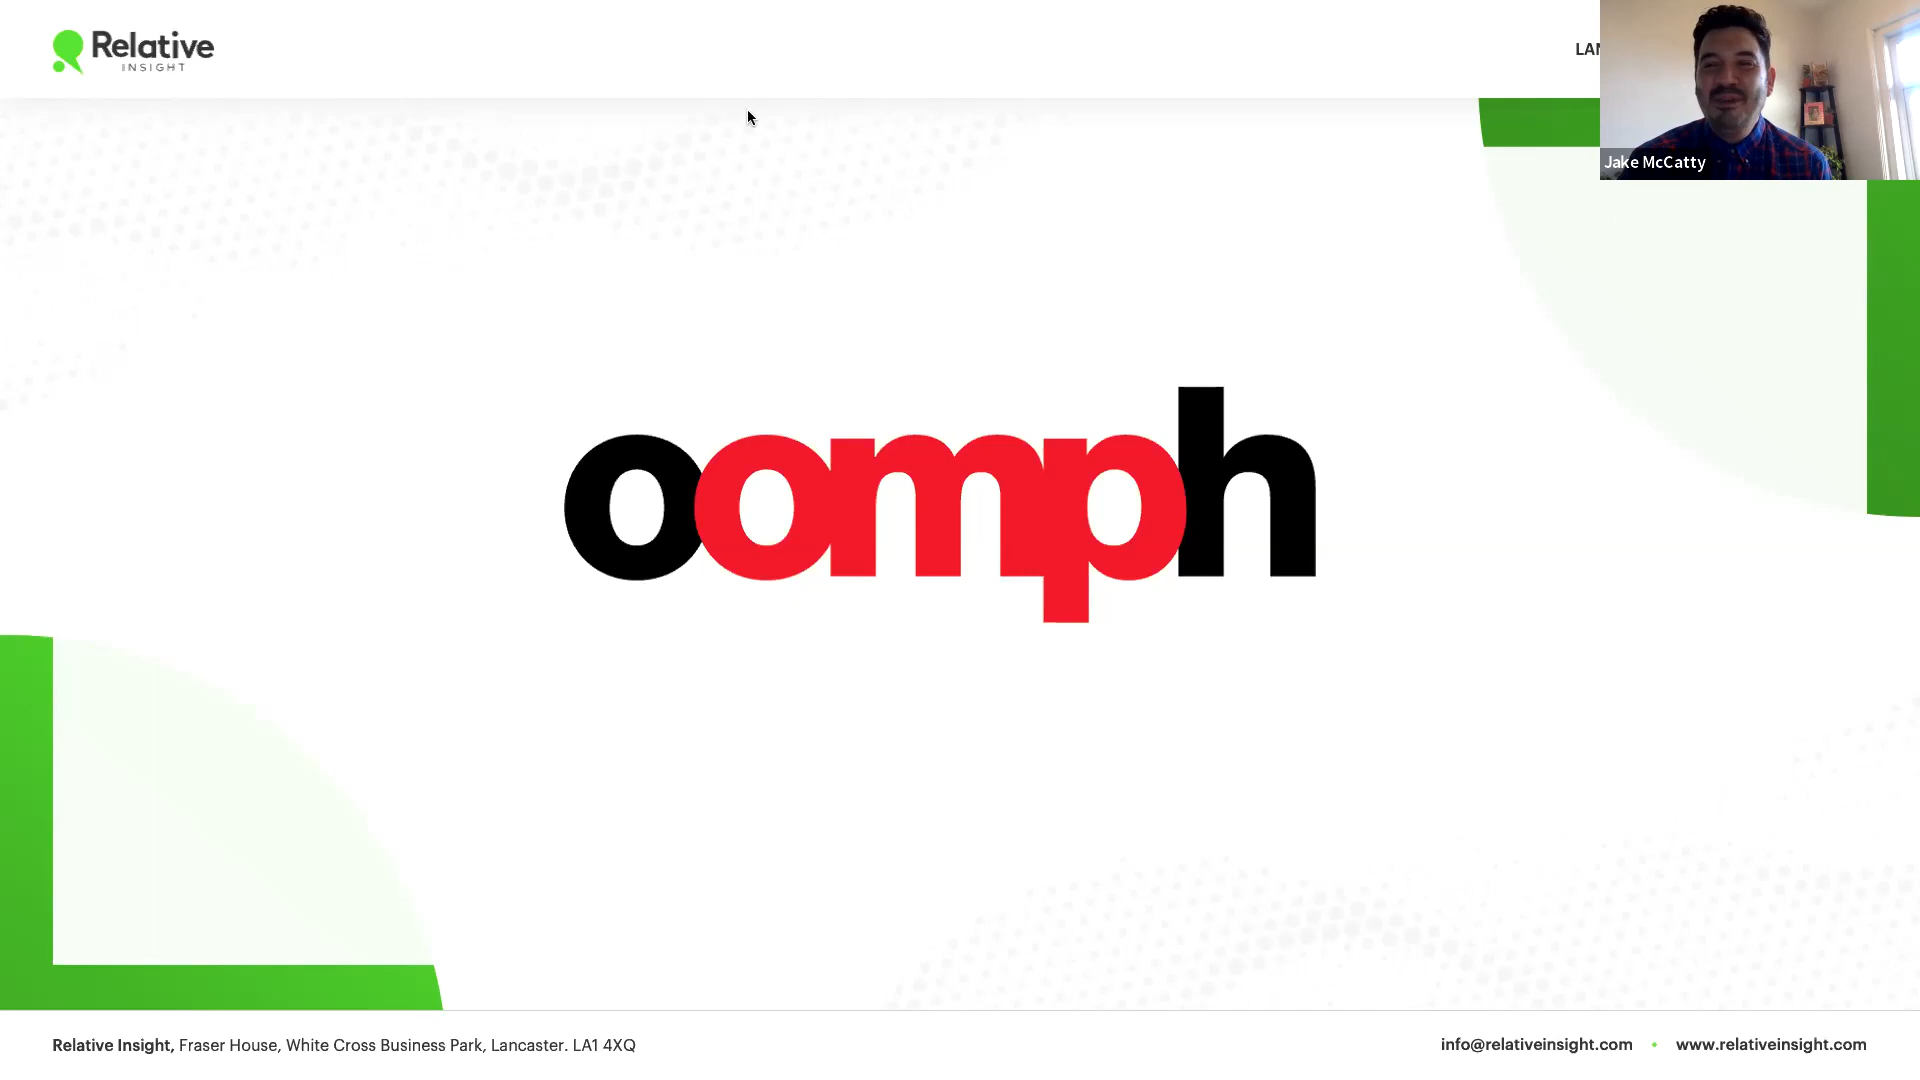 Relative
INSIGHT
Jake McCatty
oomph
Relative Insight, Fraser House, White Cross Business Park, Lancaster. LA1 4XQ
info@relativeinsight.com • www.relativeinsight.com